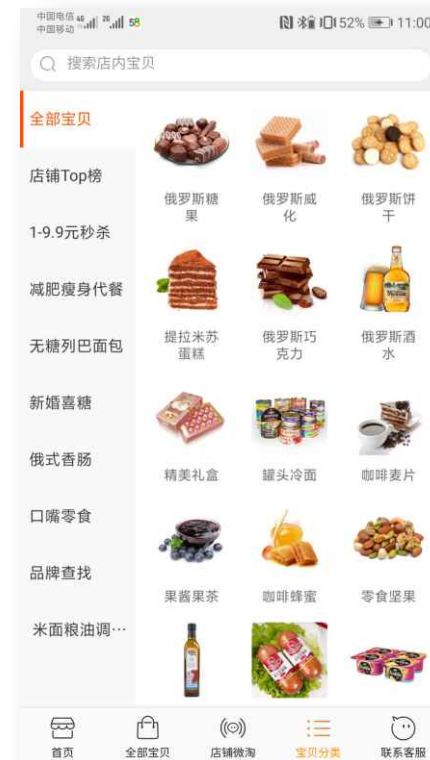 中国电信 4G 2G 58
中国移动 52% 11:00
搜索店内宝贝
全部宝贝
店铺Top榜
1-9.9元秒杀
减肥瘦身代餐
无糖列巴面包
新婚喜糖
俄式香肠
口嘴零食
品牌查找
米面粮油调…
俄罗斯糖
果
俄罗斯威
化
俄罗斯饼
干
提拉米苏
蛋糕
俄罗斯巧
克力
俄罗斯酒
水
精美礼盒
罐头冷面
咖啡麦片
果酱果茶
咖啡蜂蜜
零食坚果
首页
全部宝贝
店铺微淘
宝贝分类
联系客服